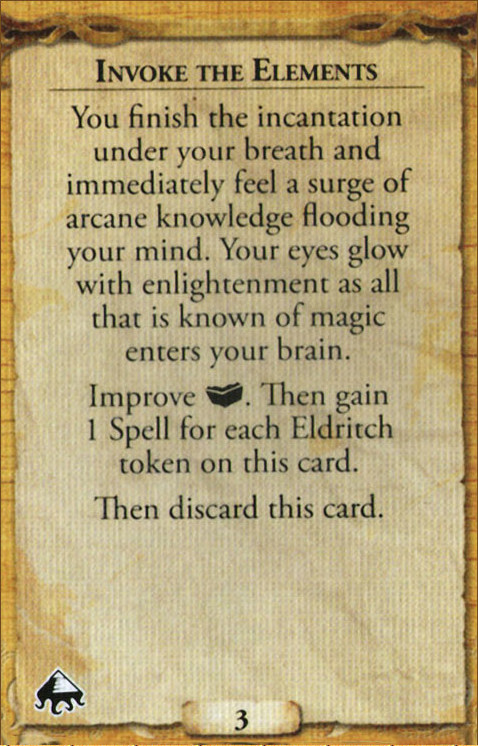 Invoke the Elements
You finish the incantation
under your breath and
immediately feel a surge of
arcane knowledge flooding
your mind. Your eyes glow
with enlightenment as all
that is known of magic
enters your brain.
Improve . Then gain
1 Spell for each Eldritch
token on this card.
Then discard this card.
3